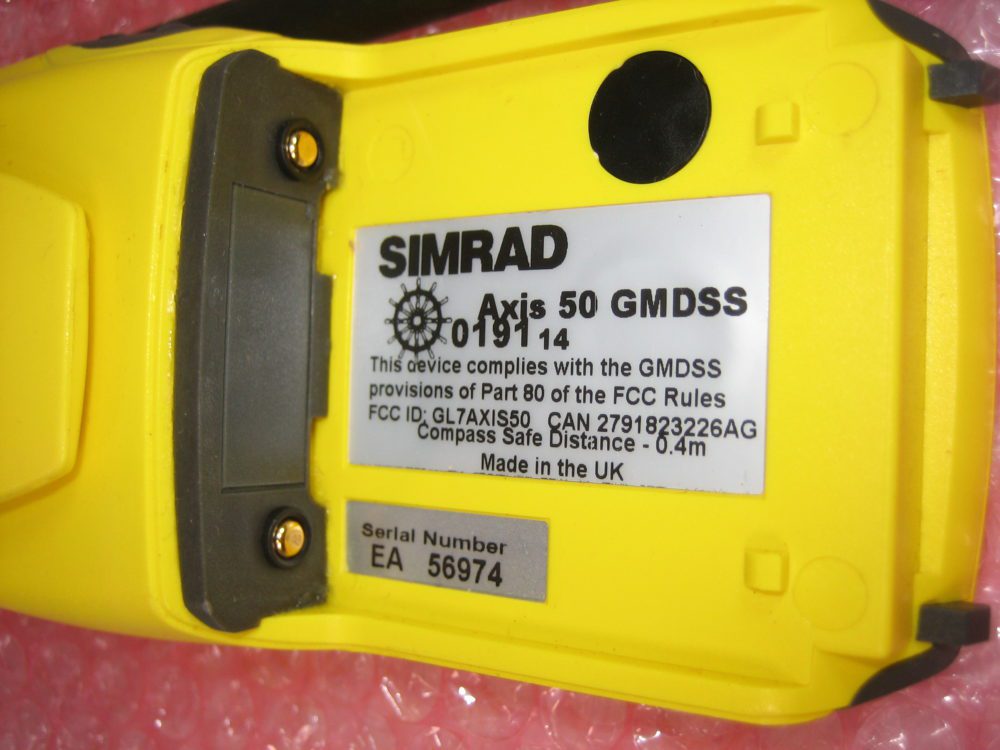 SIMRAD
Axis 50 GMDSS
0191 14
This device complies with the GMDSS
provisions of Part 80 of the FCC Rules
FCC ID: GL7AXIS50 CAN 2791823226AG
Compass Safe Distance - 0.4m
Made in the UK
Serial Number
EA 56974